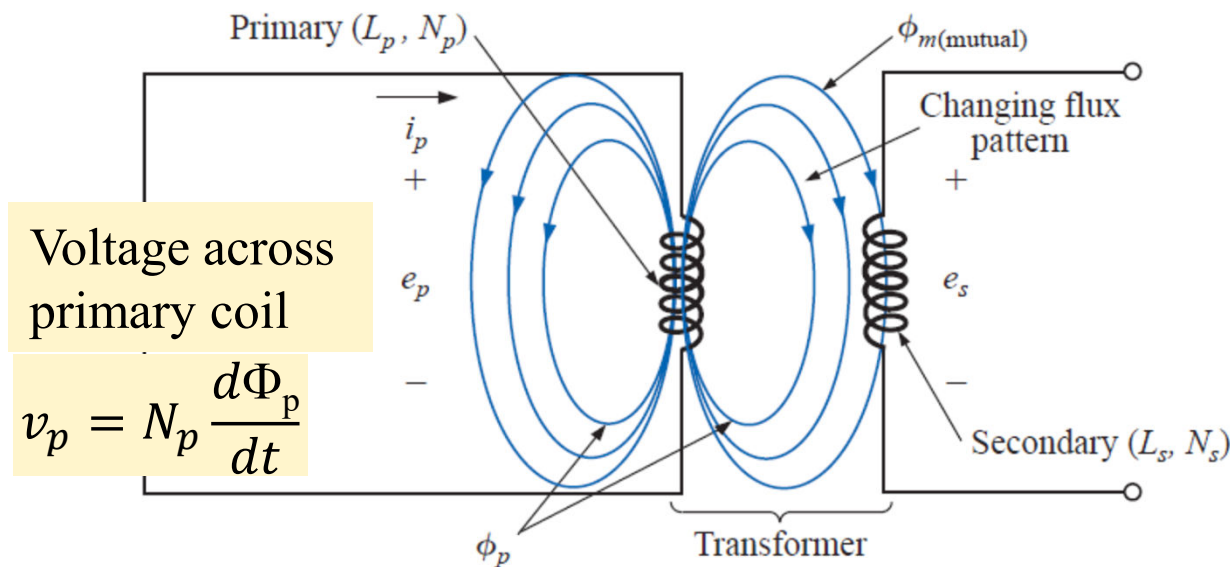 Primary (Lₚ, Nₚ)
ϕₘ₍mutual₎
Changing flux
pattern
iₚ
+
+
Voltage across
primary coil
eₚ
eₛ
vₚ = Nₚ dΦₚ/dt
−
−
Secondary (Lₛ, Nₛ)
ϕₚ
Transformer